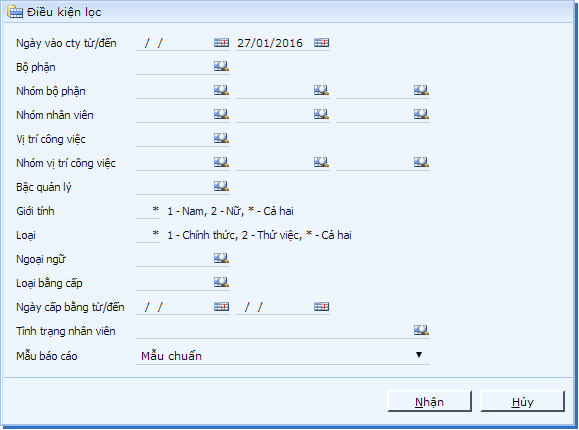 Điều kiện lọc
Ngày vào cty từ/đến / / 27/01/2016
Bộ phận
Nhóm bộ phận
Nhóm nhân viên
Vị trí công việc
Nhóm vị trí công việc
Bậc quản lý
Giới tính * 1 - Nam, 2 - Nữ, * - Cả hai
Loại * 1 - Chính thức, 2 - Thử việc, * - Cả hai
Ngoại ngữ
Loại bằng cấp
Ngày cấp bằng từ/đến / / / /
Tình trạng nhân viên
Mẫu báo cáo Mẫu chuẩn
Nhận Hủy